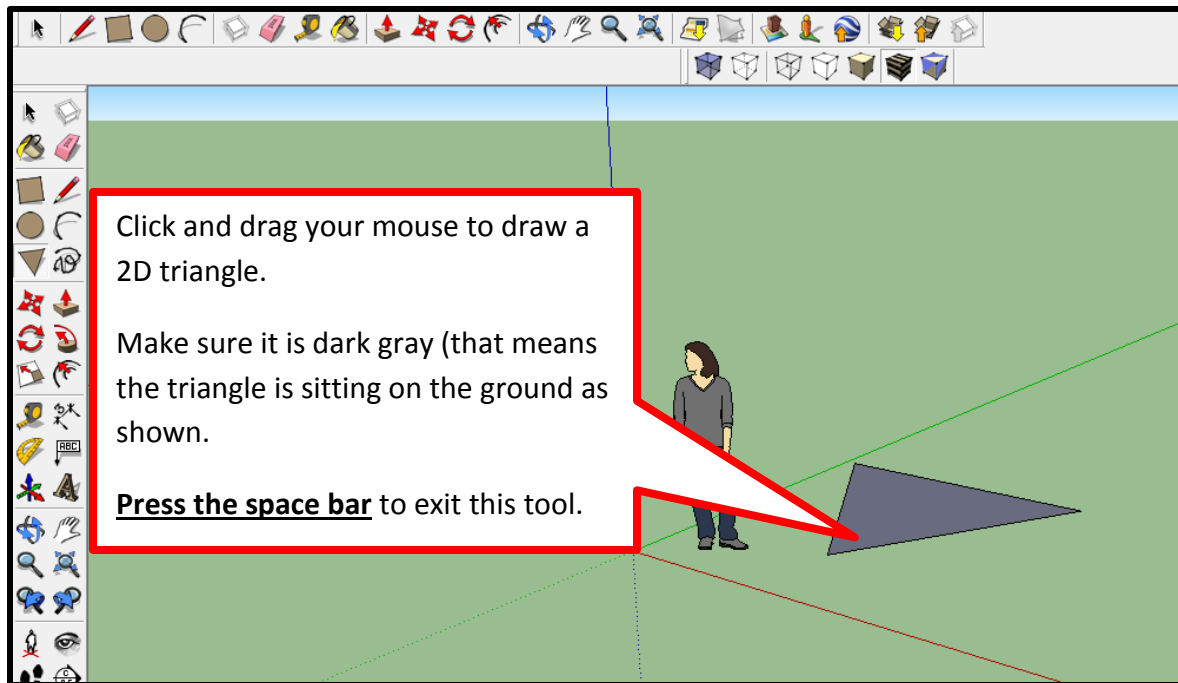 Click and drag your mouse to draw a
2D triangle.
Make sure it is dark gray (that means
the triangle is sitting on the ground as
shown.
Press the space bar to exit this tool.
ABC